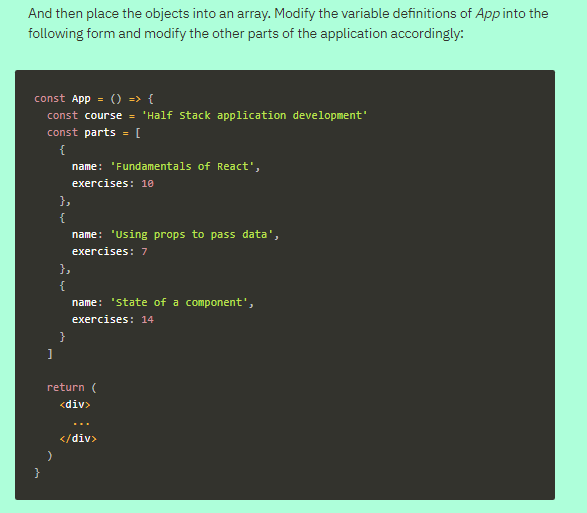 And then place the objects into an array. Modify the variable definitions of App into the
following form and modify the other parts of the application accordingly:
const App = () => {
  const course = 'Half Stack application development'
  const parts = [
    {
      name: 'Fundamentals of React',
      exercises: 10
    },
    {
      name: 'Using props to pass data',
      exercises: 7
    },
    {
      name: 'State of a component',
      exercises: 14
    }
  ]

  return (
    <div>
      ...
    </div>
  )
}